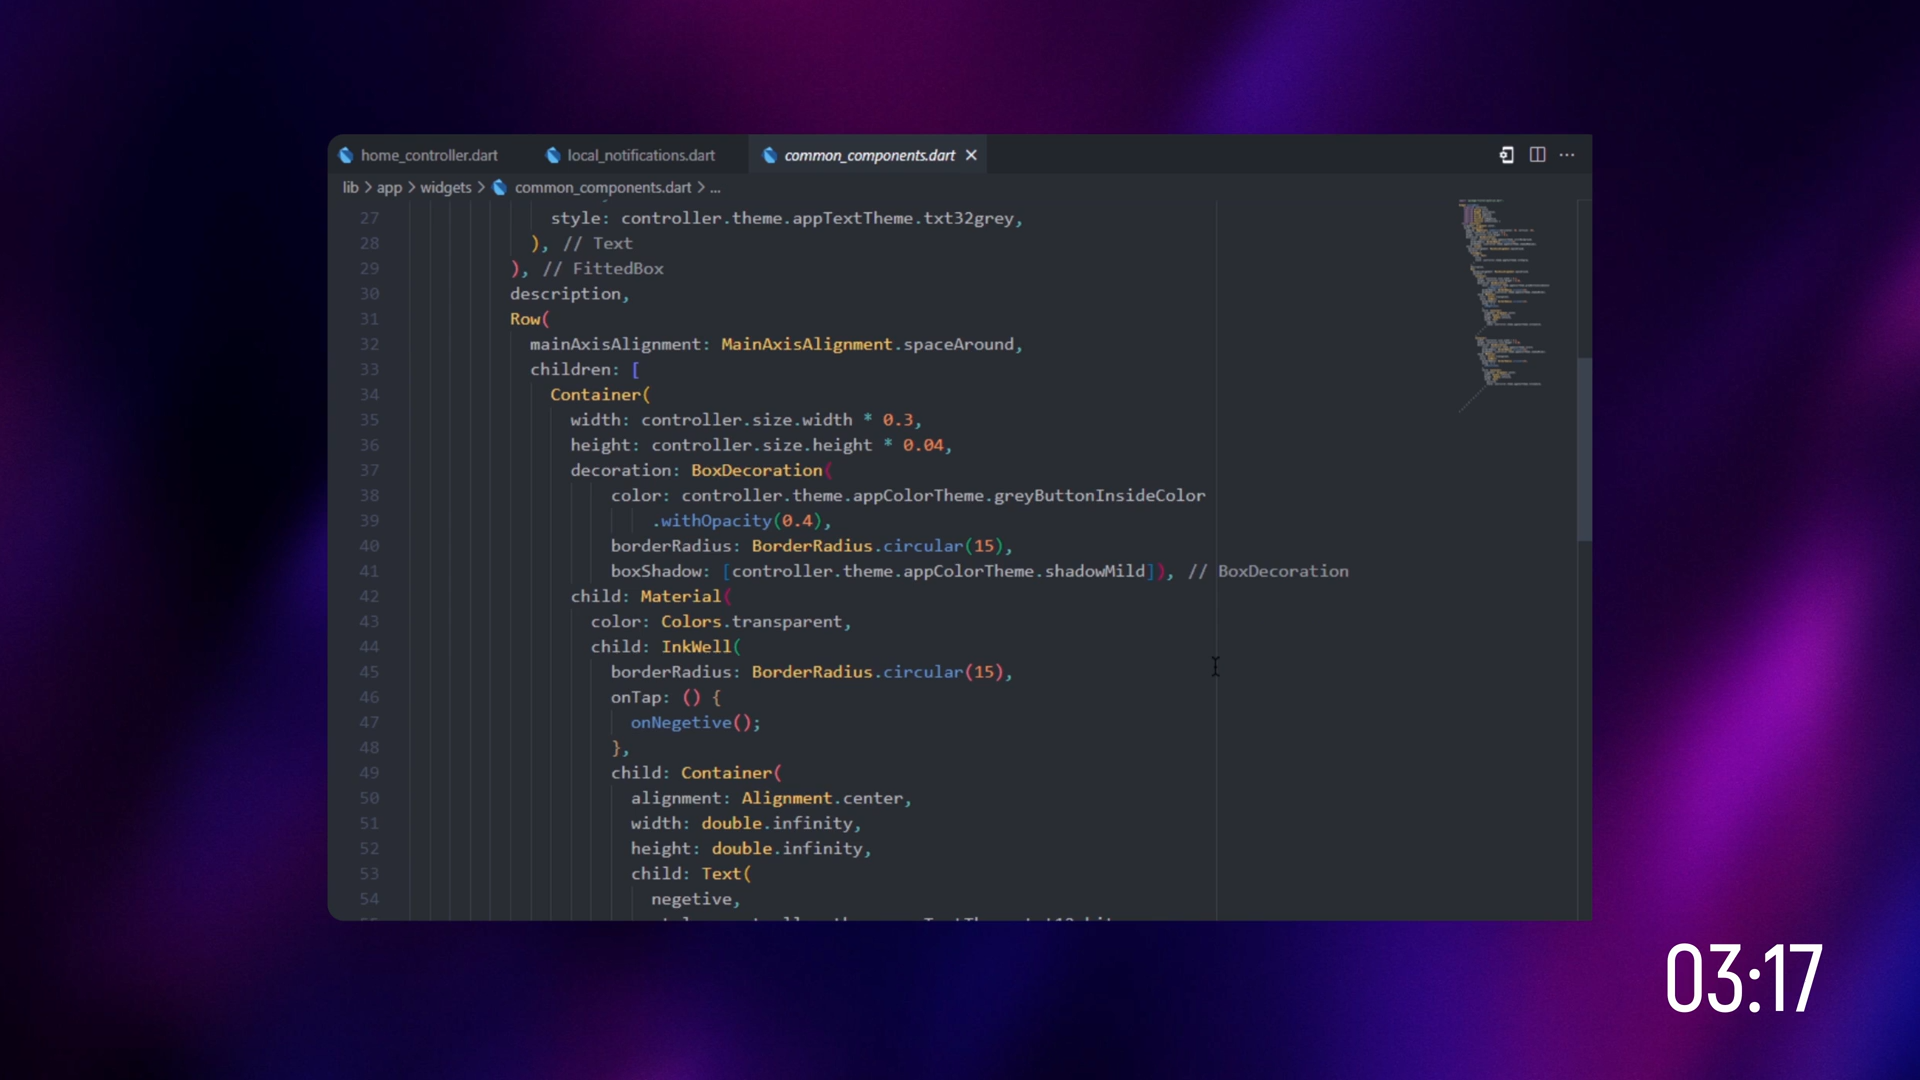 home_controller.dart local_notifications.dart common_components.dart
lib > app > widgets > common_components.dart > ...
27 style: controller.theme.appTextTheme.txt32grey,
28 ), // Text
29 ), // FittedBox
30 description,
31 Row(
32 mainAxisAlignment: MainAxisAlignment.spaceAround,
33 children: [
34 Container(
35 width: controller.size.width * 0.3,
36 height: controller.size.height * 0.04,
37 decoration: BoxDecoration(
38 color: controller.theme.appColorTheme.greyButtonInsideColor
39 .withOpacity(0.4),
40 borderRadius: BorderRadius.circular(15),
41 boxShadow: [controller.theme.appColorTheme.shadowMild]), // BoxDecoration
42 child: Material(
43 color: Colors.transparent,
44 child: InkWell(
45 borderRadius: BorderRadius.circular(15),
46 onTap: () {
47 onNegetive();
48 },
49 child: Container(
50 alignment: Alignment.center,
51 width: double.infinity,
52 height: double.infinity,
53 child: Text(
54 negetive,
03:17